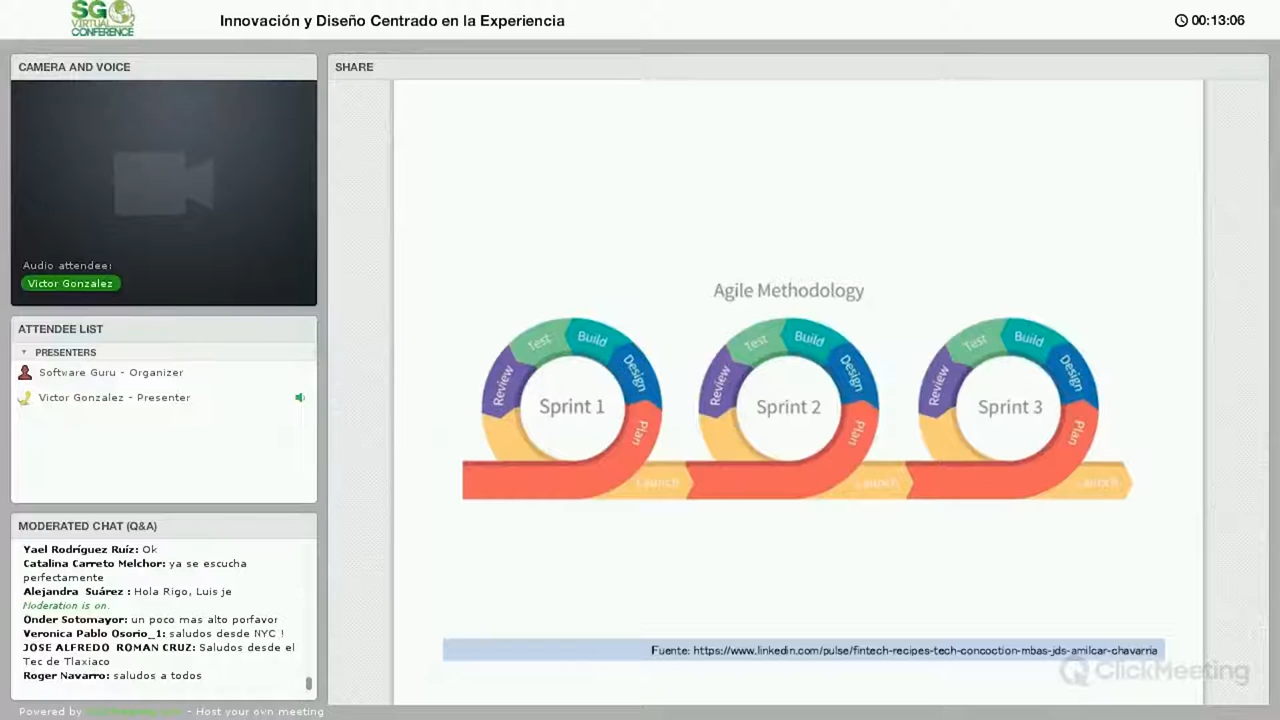 SG
VIRTUAL
CONFERENCE
Innovación y Diseño Centrado en la Experiencia
00:13:06
CAMERA AND VOICE
Audio attendee:
Victor Gonzalez
ATTENDEE LIST
PRESENTERS
Software Guru - Organizer
Victor Gonzalez - Presenter
MODERATED CHAT (Q&A)
Yael Rodríguez Ruíz: Ok
Catalina Carreto Melchor: ya se escucha
perfectamente
Alejandra Suárez : Hola Rigo, Luis je
Moderation is on.
Onder Sotomayor: un poco mas alto porfavor
Veronica Pablo Osorio_1: saludos desde NYC !
JOSE ALFREDO ROMAN CRUZ: Saludos desde el
Tec de Tlaxiaco
Roger Navarro: saludos a todos
Powered by
- Host your own meeting
SHARE
Agile Methodology
Sprint 1
Plan
Design
Build
Test
Review
Launch
Sprint 2
Plan
Design
Build
Test
Review
Launch
Sprint 3
Plan
Design
Build
Test
Review
Launch
Fuente: https://www.linkedin.com/pulse/fintech-recipes-tech-concoction-mbas-jds-amilcar-chavarria
ClickMeeting